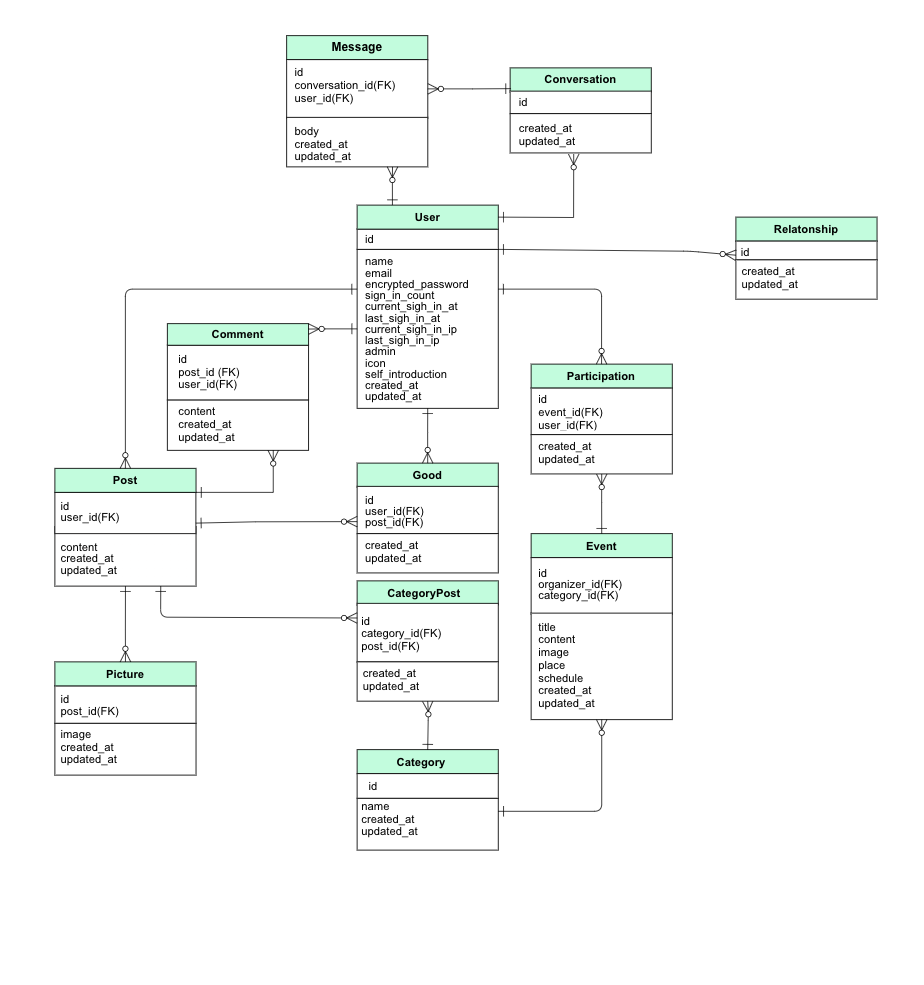 Message
id
conversation_id(FK)
user_id(FK)
body
created_at
updated_at
Conversation
id
created_at
updated_at
User
id
name
email
encrypted_password
sign_in_count
current_sigh_in_at
last_sigh_in_at
current_sigh_in_ip
last_sigh_in_ip
admin
icon
self_introduction
created_at
updated_at
Relatonship
id
created_at
updated_at
Comment
id
post_id (FK)
user_id(FK)
content
created_at
updated_at
Participation
id
event_id(FK)
user_id(FK)
created_at
updated_at
Post
id
user_id(FK)
content
created_at
updated_at
Good
id
user_id(FK)
post_id(FK)
created_at
updated_at
Event
id
organizer_id(FK)
category_id(FK)
title
content
image
place
schedule
created_at
updated_at
CategoryPost
id
category_id(FK)
post_id(FK)
created_at
updated_at
Picture
id
post_id(FK)
image
created_at
updated_at
Category
id
name
created_at
updated_at